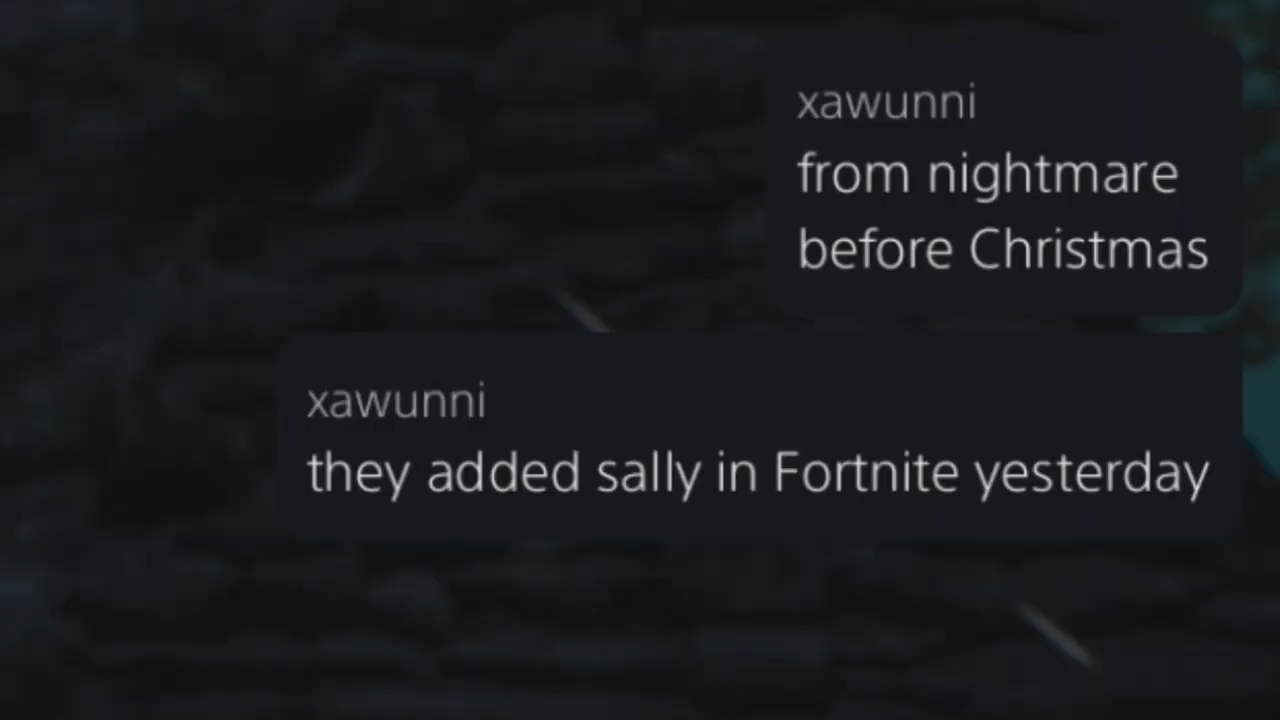 xawunni
from nightmare
before Christmas
xawunni
they added sally in Fortnite yesterday